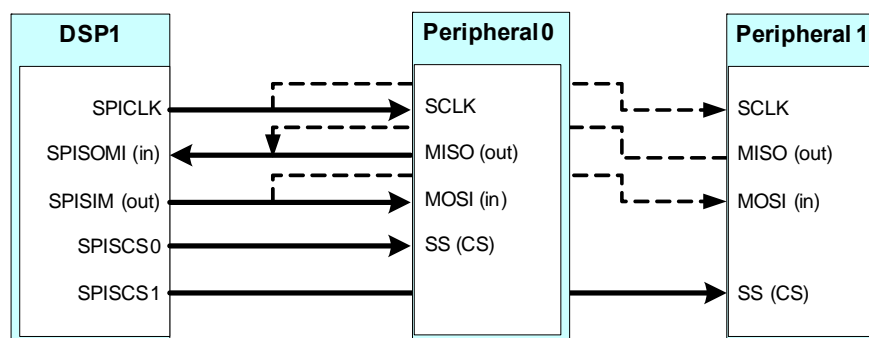 DSP1
SPICLK
SPISOMI (in)
SPISIM (out)
SPISCS0
SPISCS1
Peripheral 0
SCLK
MISO (out)
MOSI (in)
SS (CS)
Peripheral 1
SCLK
MISO (out)
MOSI (in)
SS (CS)